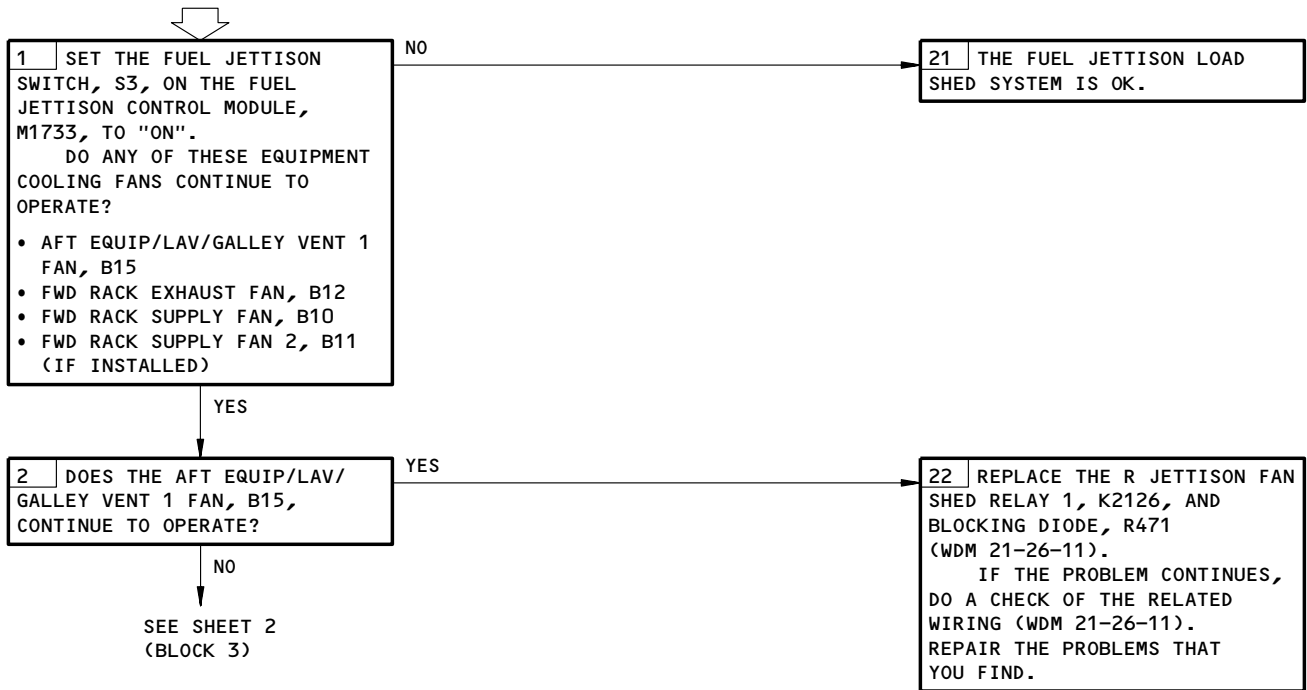 1 SET THE FUEL JETTISON
SWITCH, S3, ON THE FUEL
JETTISON CONTROL MODULE,
M1733, TO "ON".
DO ANY OF THESE EQUIPMENT
COOLING FANS CONTINUE TO
OPERATE?
• AFT EQUIP/LAV/GALLEY VENT 1
FAN, B15
• FWD RACK EXHAUST FAN, B12
• FWD RACK SUPPLY FAN, B10
• FWD RACK SUPPLY FAN 2, B11
(IF INSTALLED)
NO
21 THE FUEL JETTISON LOAD
SHED SYSTEM IS OK.
YES
2 DOES THE AFT EQUIP/LAV/
GALLEY VENT 1 FAN, B15,
CONTINUE TO OPERATE?
YES
22 REPLACE THE R JETTISON FAN
SHED RELAY 1, K2126, AND
BLOCKING DIODE, R471
(WDM 21-26-11).
IF THE PROBLEM CONTINUES,
DO A CHECK OF THE RELATED
WIRING (WDM 21-26-11).
REPAIR THE PROBLEMS THAT
YOU FIND.
NO
SEE SHEET 2
(BLOCK 3)